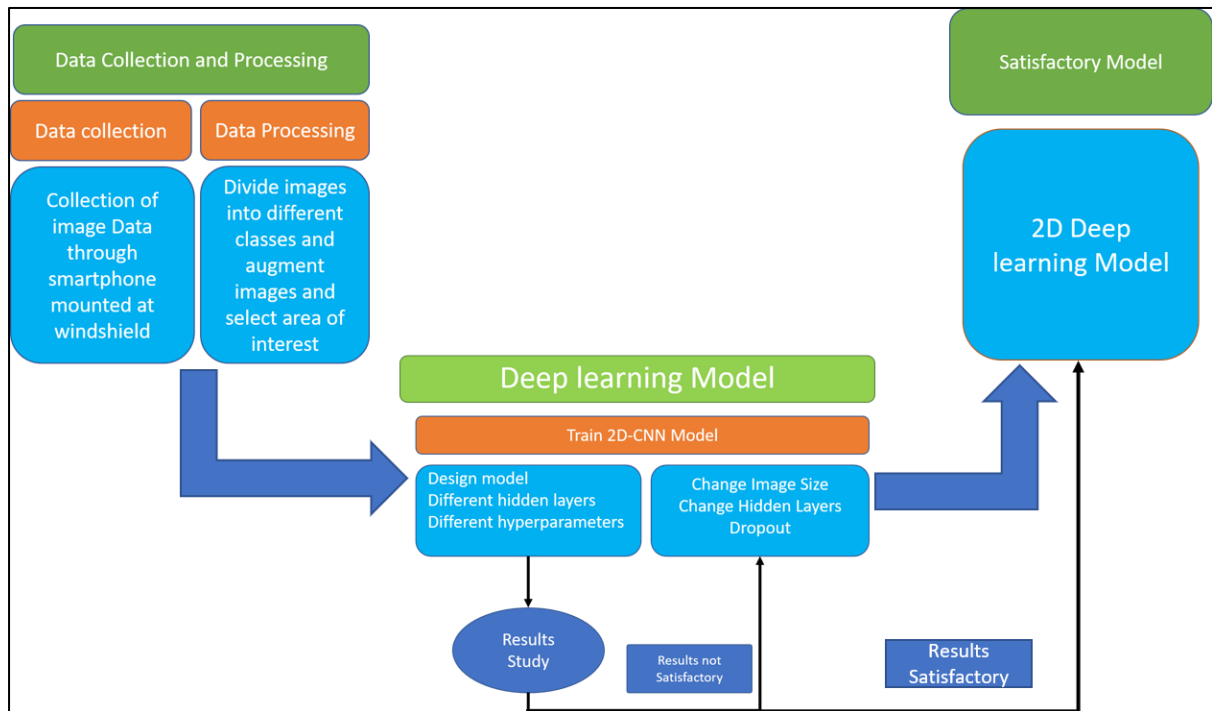 Data Collection and Processing
Data collection
Data Processing
Collection of
image Data
through
smartphone
mounted at
windshield
Divide images
into different
classes and
augment
images and
select area of
interest
Deep learning Model
Train 2D-CNN Model
Design model
Different hidden layers
Different hyperparameters
Change Image Size
Change Hidden Layers
Dropout
Results
Study
Results not
Satisfactory
Results
Satisfactory
Satisfactory Model
2D Deep
learning Model